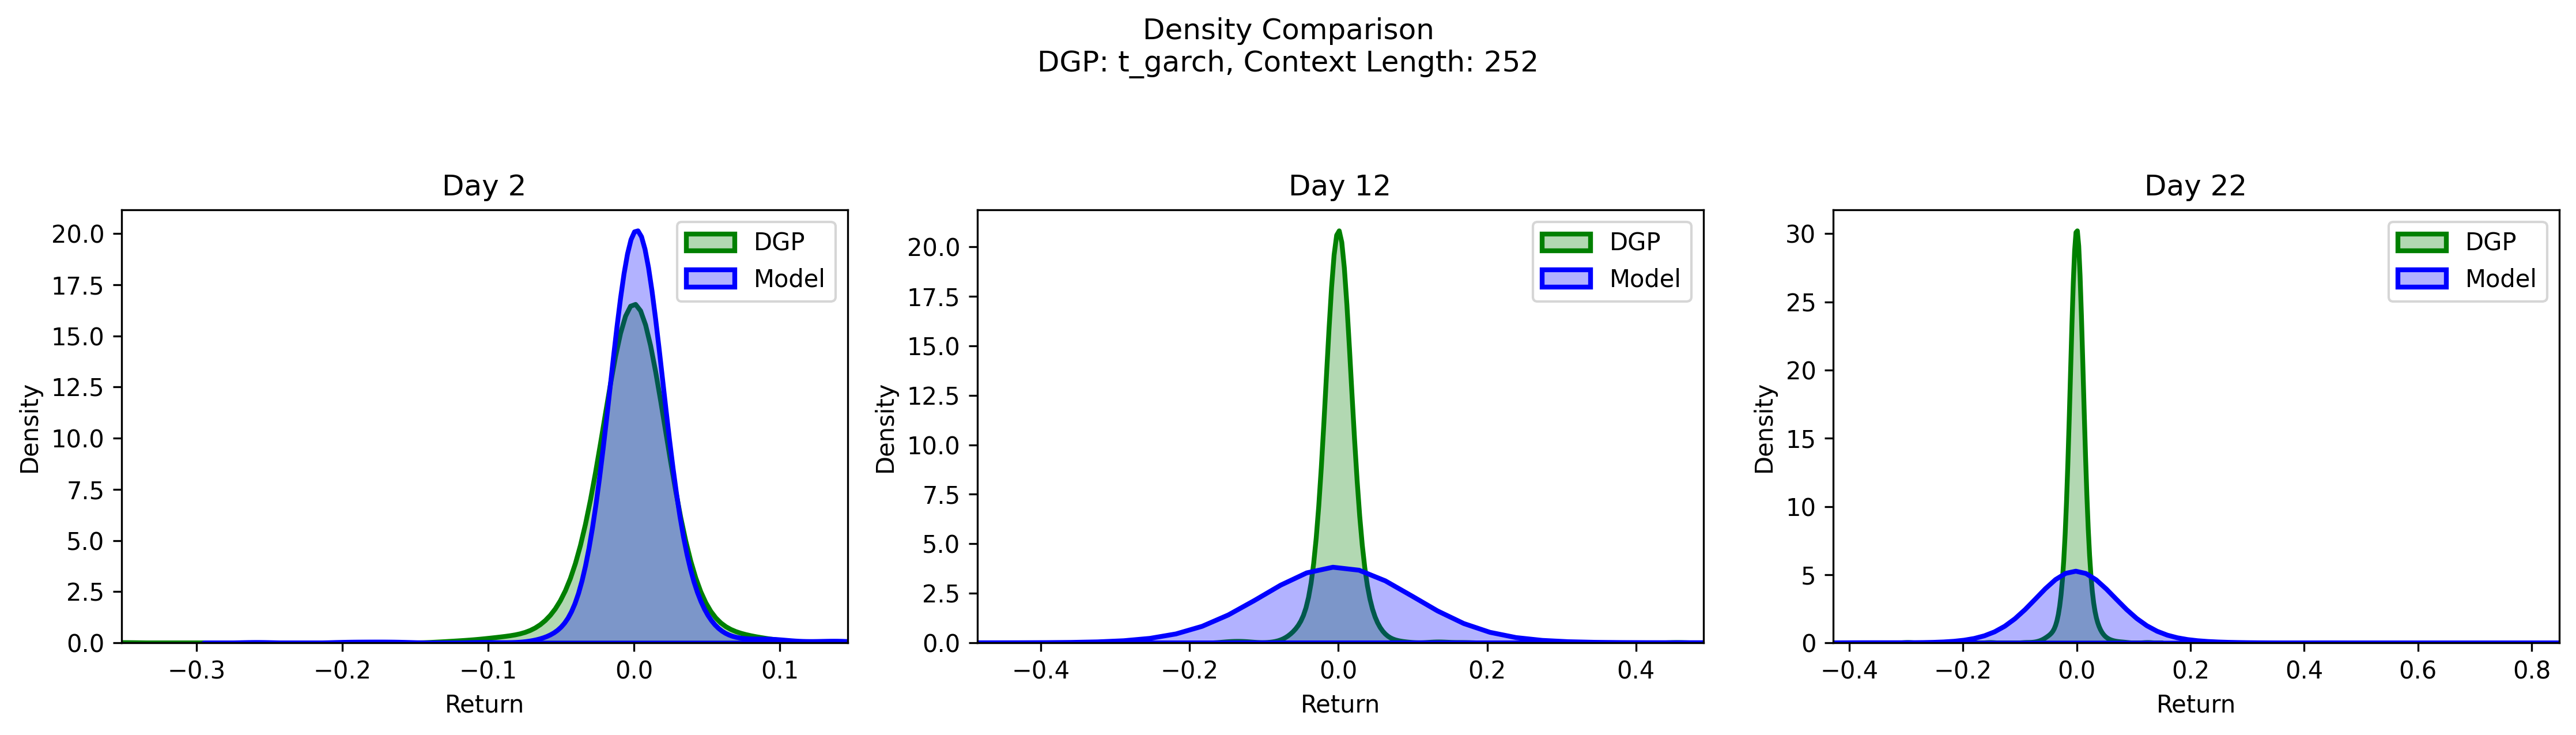 Density Comparison
DGP: t_garch, Context Length: 252
Day 2
Density
20.0
17.5
15.0
12.5
10.0
7.5
5.0
2.5
0.0
−0.3
−0.2
−0.1
0.0
0.1
Return
DGP
Model
Day 12
Density
20.0
17.5
15.0
12.5
10.0
7.5
5.0
2.5
0.0
−0.4
−0.2
0.0
0.2
0.4
Return
DGP
Model
Day 22
Density
30
25
20
15
10
5
0
−0.4
−0.2
0.0
0.2
0.4
0.6
0.8
Return
DGP
Model